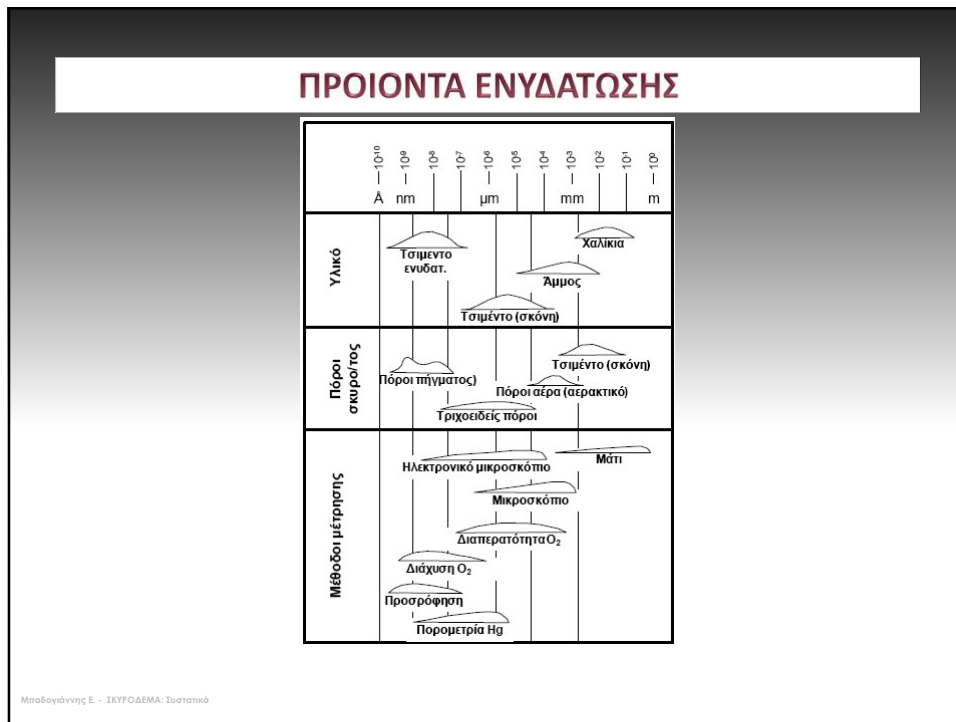 ΠΡΟΙΟΝΤΑ ΕΝΥΔΑΤΩΣΗΣ
10⁻¹⁰ 10⁻⁹ 10⁻⁸ 10⁻⁷ 10⁻⁶ 10⁻⁵ 10⁻⁴ 10⁻³ 10⁻² 10⁻¹ 10⁰
Å nm μm mm m
Υλικό
Χαλίκια
Τσιμεντο
ενυδατ.
Άμμος
Τσιμέντο (σκόνη)
Πόροι
σκυρο/τος
Τσιμέντο (σκόνη)
Πόροι πήγματος)
Πόροι αέρα (αερακτικό)
Τριχοειδείς πόροι
Μέθοδοι μέτρησης
Μάτι
Ηλεκτρονικό μικροσκόπιο
Μικροσκόπιο
Διαπερατότητα O₂
Διάχυση O₂
Προσρόφηση
Πορομετρία Hg
Μπαδογιάννης Ε. - ΣΚΥΡΟΔΕΜΑ: Συστατικά